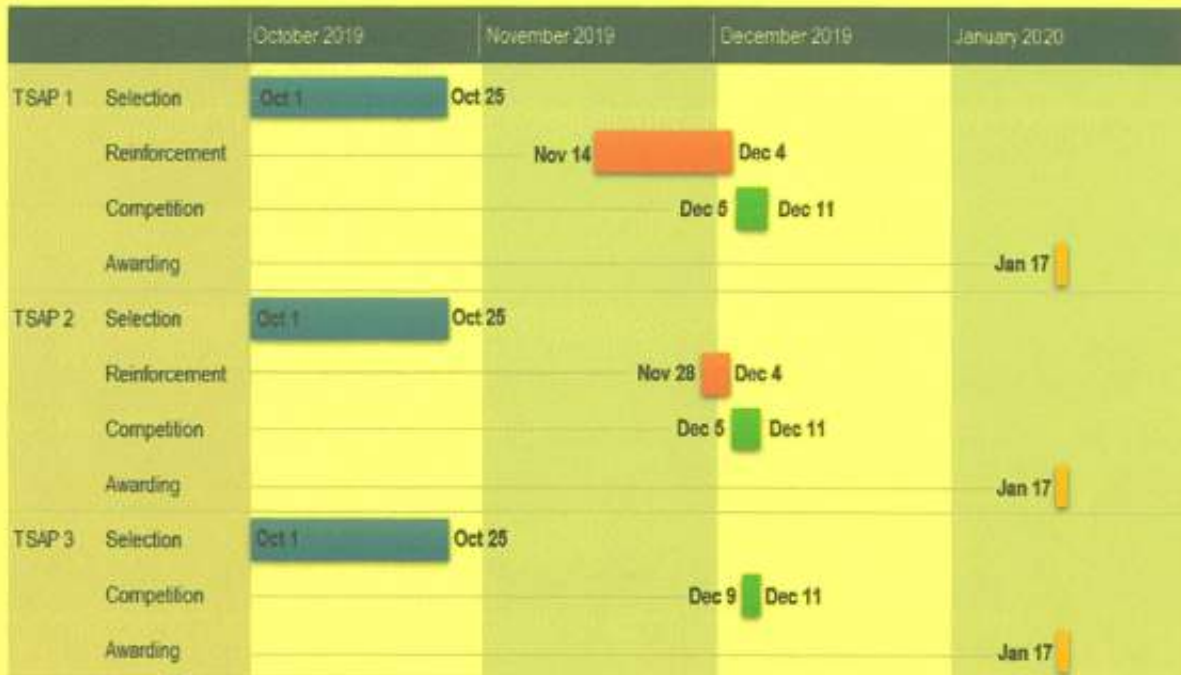 October 2019 November 2019 December 2019 January 2020
TSAP 1 Selection Oct 1 Oct 25
Reinforcement Nov 14 Dec 4
Competition Dec 5 Dec 11
Awarding Jan 17
TSAP 2 Selection Oct 1 Oct 25
Reinforcement Nov 28 Dec 4
Competition Dec 5 Dec 11
Awarding Jan 17
TSAP 3 Selection Oct 1 Oct 25
Competition Dec 9 Dec 11
Awarding Jan 17